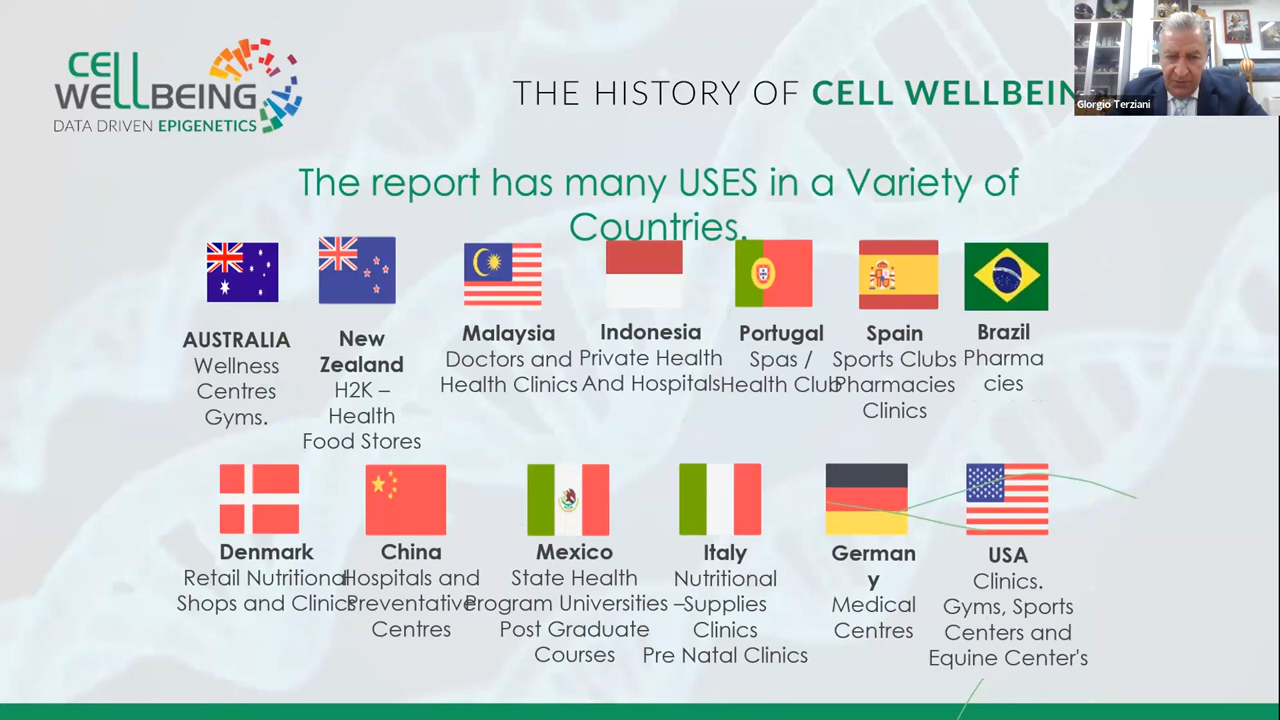 CELL
WELLBEING
DATA DRIVEN EPIGENETICS
THE HISTORY OF CELL WELLBEIN
GIorgio Terziani
The report has many USES in a Variety of
Countries.
AUSTRALIA
Wellness
Centres
Gyms.
New
Zealand
H2K –
Health
Food Stores
Malaysia
Doctors and
Health Clinics
Indonesia
Private Health
And Hospitals
Portugal
Spas /
Health Club
Spain
Sports Clubs
Pharmacies
Clinics
Brazil
Pharma
cies
Denmark
Retail Nutritional
Shops and Clinics
China
Hospitals and
Preventative
Centres
Mexico
State Health
Program Universities –
Post Graduate
Courses
Italy
Nutritional
Supplies
Clinics
Pre Natal Clinics
German
y
Medical
Centres
USA
Clinics.
Gyms, Sports
Centers and
Equine Center's